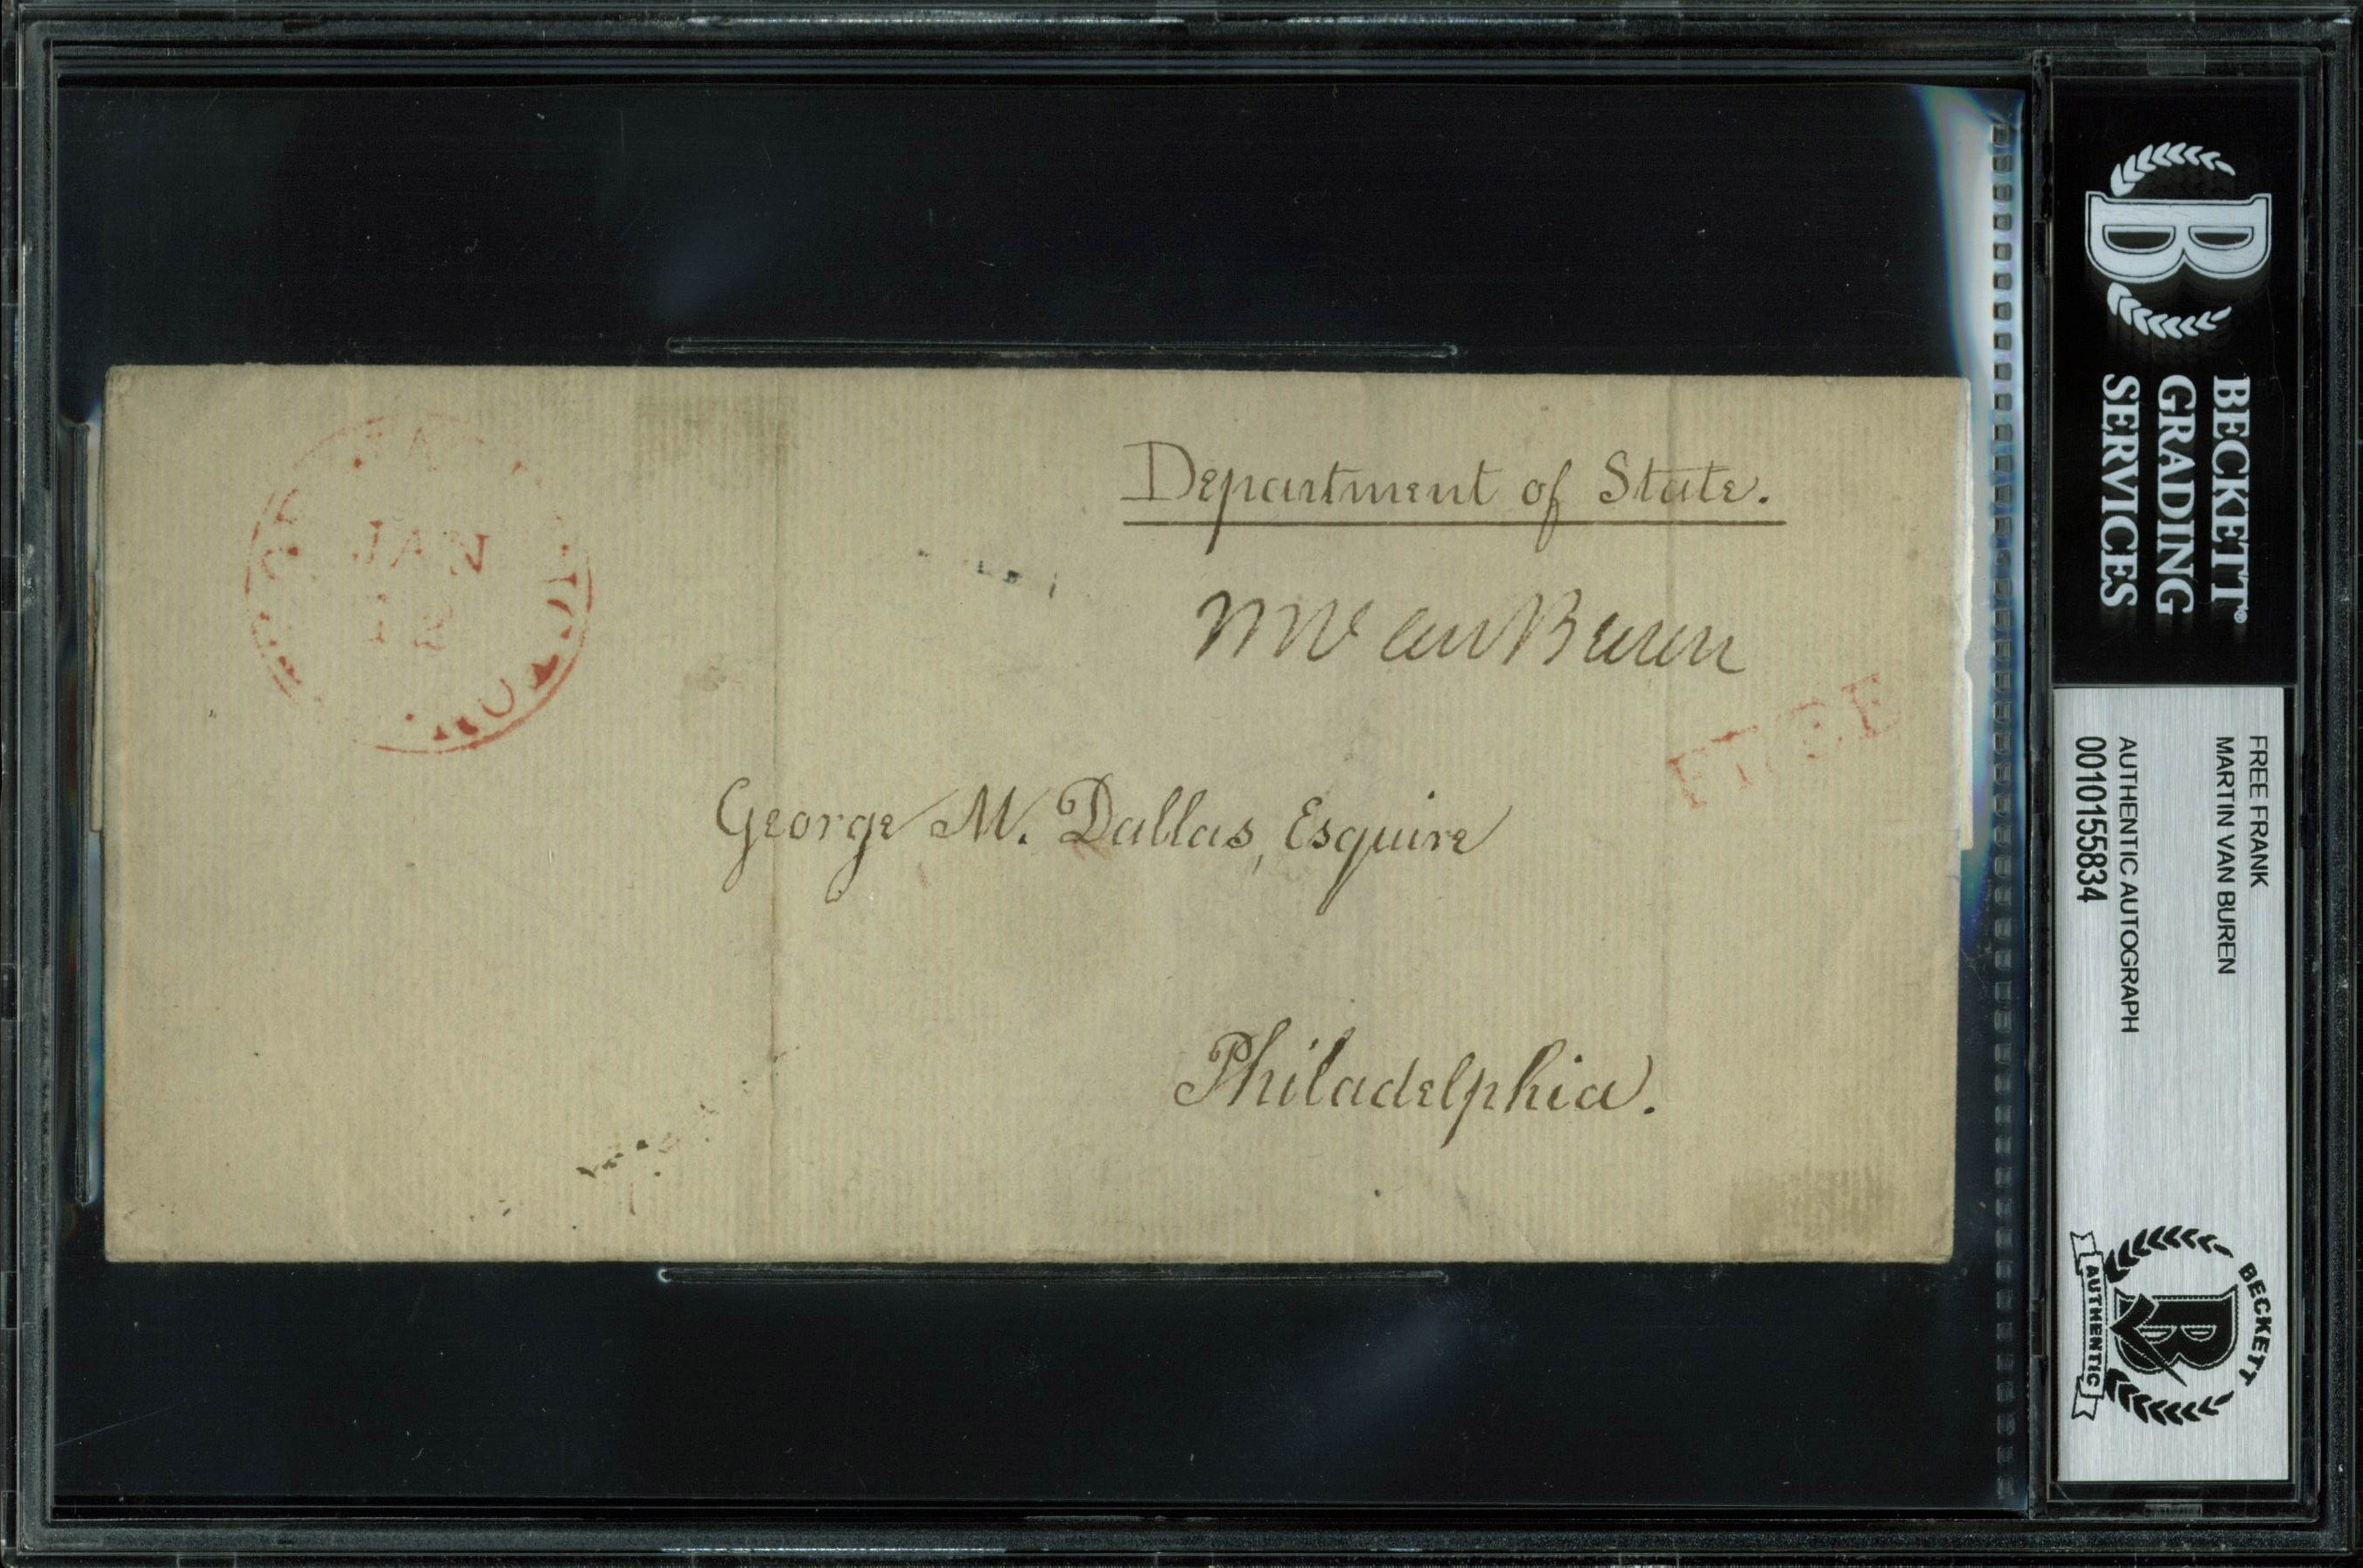 JAN
12
Department of State.
M Van Buren
FREE
George M. Dallas, Esquire
Philadelphia.
BECKETT
GRADING
SERVICES
FREE FRANK
MARTIN VAN BUREN
AUTHENTIC AUTOGRAPH
0010155834
BECKETT
B
AUTHENTIC